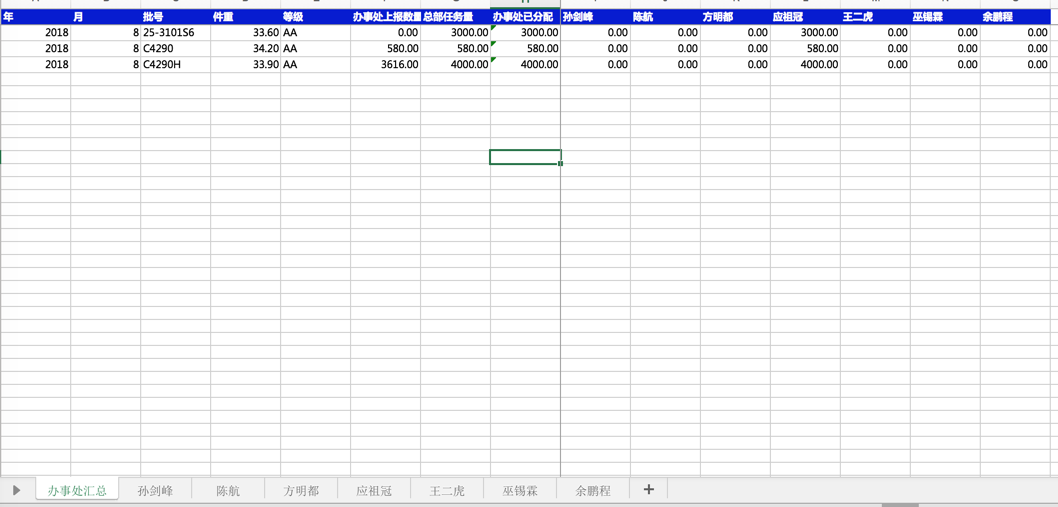 年 月 批号 件重 等级 办事处上报数量 总部任务量 办事处已分配 孙剑峰 陈航 方明都 应祖冠 王二虎 巫锡霖 余鹏程
2018 8 25-3101S6 33.60 AA 0.00 3000.00 3000.00 0.00 0.00 0.00 3000.00 0.00 0.00 0.00
2018 8 C4290 34.20 AA 580.00 580.00 580.00 0.00 0.00 0.00 580.00 0.00 0.00 0.00
2018 8 C4290H 33.90 AA 3616.00 4000.00 4000.00 0.00 0.00 0.00 4000.00 0.00 0.00 0.00
办事处汇总 孙剑峰 陈航 方明都 应祖冠 王二虎 巫锡霖 余鹏程 +